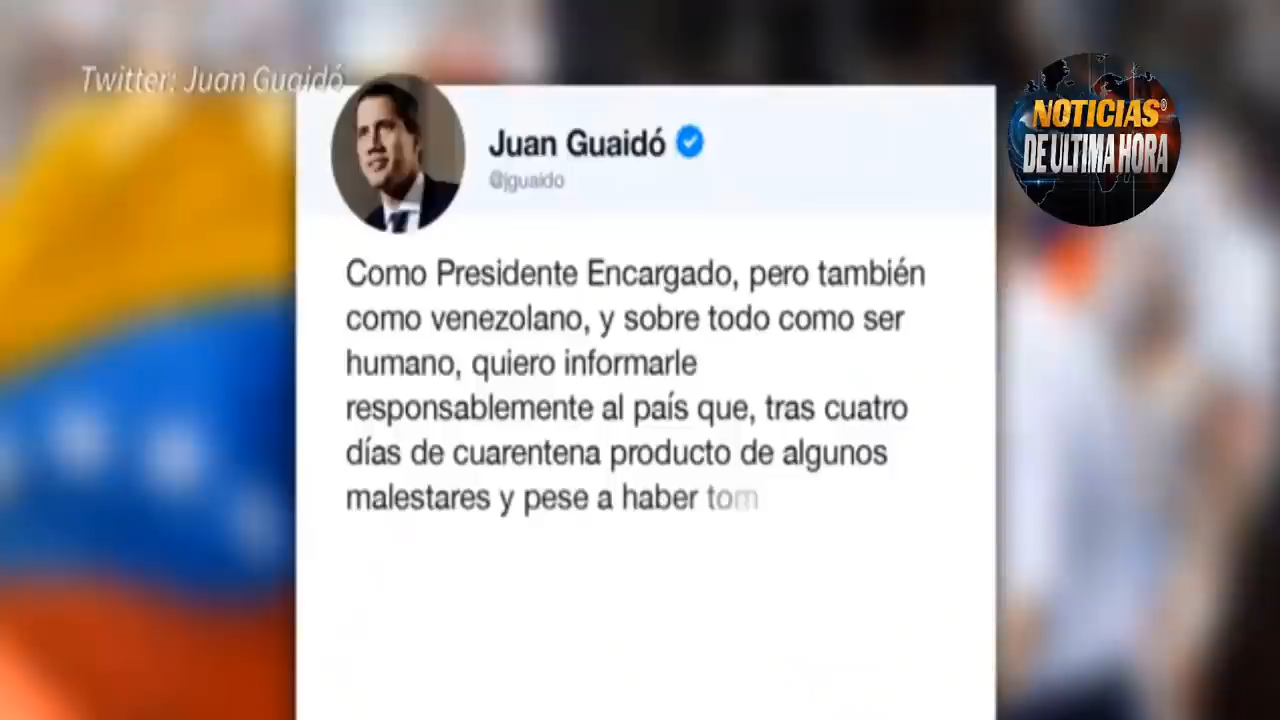 Twitter: Juan Guaidó
NOTICIAS®
DE ULTIMA HORA
Juan Guaidó
@jguaido
Como Presidente Encargado, pero también
como venezolano, y sobre todo como ser
humano, quiero informarle
responsablemente al país que, tras cuatro
días de cuarentena producto de algunos
malestares y pese a haber tom